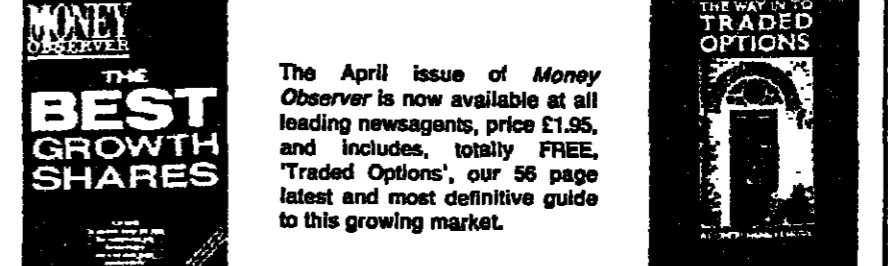 MONEY
OBSERVER
THE
BEST
GROWTH
SHARES
The April issue of Money
Observer is now available at all
leading newsagents, price £1.95,
and includes, totally FREE,
'Traded Options', our 56 page
latest and most definitive guide
to this growing market.
THE WAY IN TO
TRADED
OPTIONS